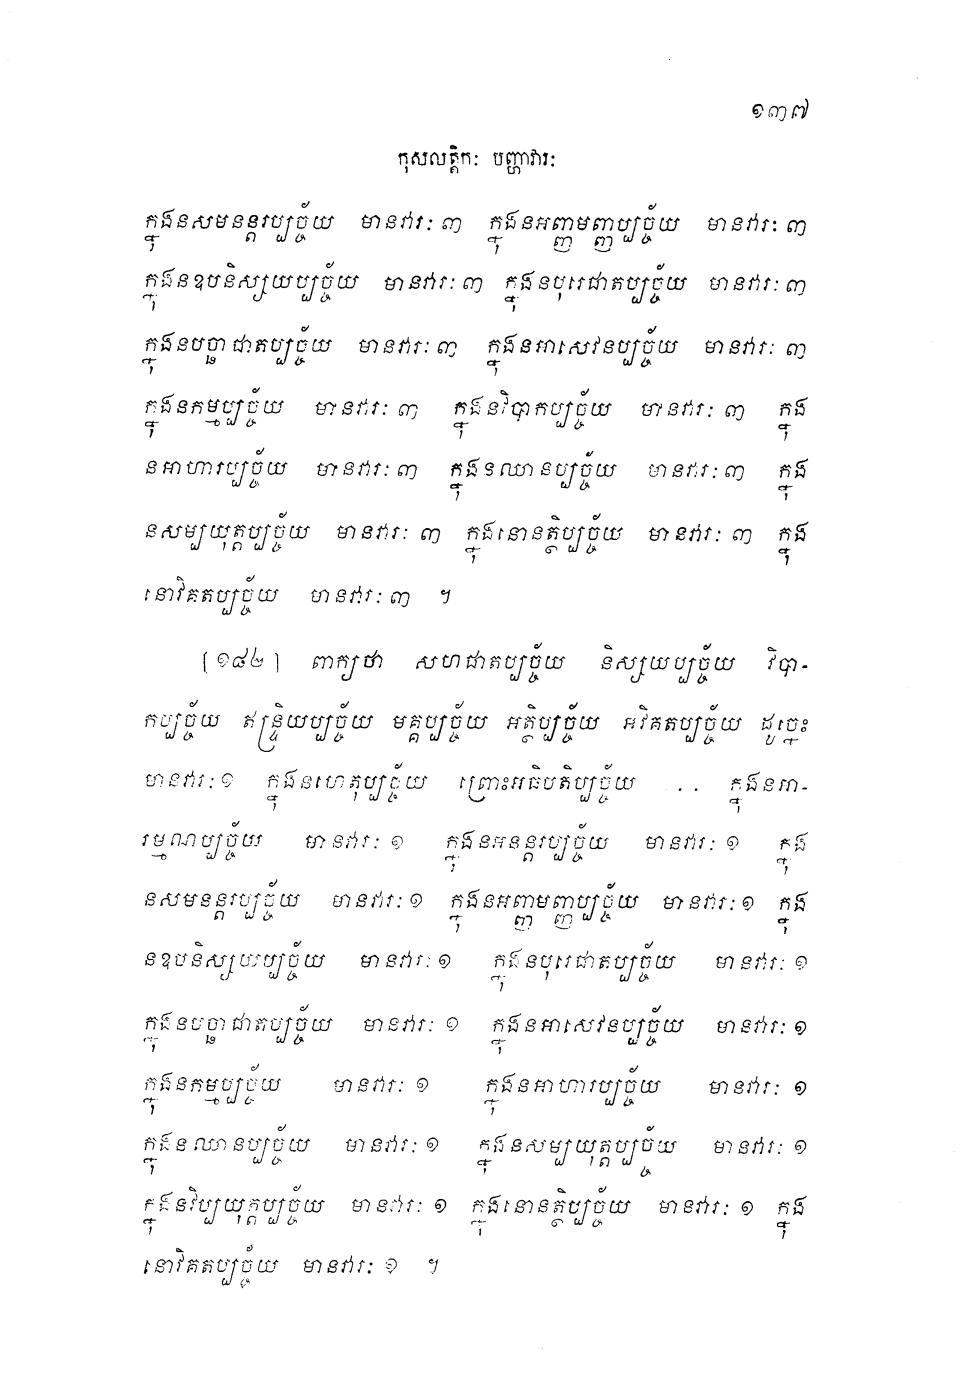 ១៣៧
កុសលត្តិកៈ បញ្ហាវារៈ
ក្នុងនសមនន្តរប្បច្ច័យ មានវារៈ ៣ ក្នុងនអញ្ញមញ្ញប្បច្ច័យ មានវារៈ ៣
ក្នុងនឧបនិស្សយប្បច្ច័យ មានវារៈ ៣ ក្នុងនបុរេជាតប្បច្ច័យ មានវារៈ ៣
ក្នុងនបច្ឆាជាតប្បច្ច័យ មានវារៈ ៣ ក្នុងនអាសេវនប្បច្ច័យ មានវារៈ ៣
ក្នុងនកម្មប្បច្ច័យ មានវារៈ ៣ ក្នុងនវិបាកប្បច្ច័យ មានវារៈ ៣ ក្នុង
នអាហារប្បច្ច័យ មានវារៈ ៣ ក្នុងនឈានប្បច្ច័យ មានវារៈ ៣ ក្នុង
នសម្បយុត្តប្បច្ច័យ មានវារៈ ៣ ក្នុងនោនត្ថិប្បច្ច័យ មានវារៈ ៣ ក្នុង
នោវិគតប្បច្ច័យ មានវារៈ ៣ ។
[១៨២] ពាក្យថា សហជាតប្បច្ច័យ និស្សយប្បច្ច័យ វិបា-
កប្បច្ច័យ ឥន្ទ្រិយប្បច្ច័យ មគ្គប្បច្ច័យ អត្ថិប្បច្ច័យ អវិគតប្បច្ច័យ ដូច្នេះ
មានវារៈ ១ ក្នុងនហេតុប្បច្ច័យ ព្រោះអធិបតិប្បច្ច័យ .. ក្នុងនអា-
រម្មណប្បច្ច័យ មានវារៈ ១ ក្នុងនអនន្តរប្បច្ច័យ មានវារៈ ១ ក្នុង
នសមនន្តរប្បច្ច័យ មានវារៈ ១ ក្នុងនអញ្ញមញ្ញប្បច្ច័យ មានវារៈ ១ ក្នុង
នឧបនិស្សយប្បច្ច័យ មានវារៈ ១ ក្នុងនបុរេជាតប្បច្ច័យ មានវារៈ ១
ក្នុងនបច្ឆាជាតប្បច្ច័យ មានវារៈ ១ ក្នុងនអាសេវនប្បច្ច័យ មានវារៈ ១
ក្នុងនកម្មប្បច្ច័យ មានវារៈ ១ ក្នុងនអាហារប្បច្ច័យ មានវារៈ ១
ក្នុងនឈានប្បច្ច័យ មានវារៈ ១ ក្នុងនសម្បយុត្តប្បច្ច័យ មានវារៈ ១
ក្នុងនវិប្បយុត្តប្បច្ច័យ មានវារៈ ១ ក្នុងនោនត្ថិប្បច្ច័យ មានវារៈ ១ ក្នុង
នោវិគតប្បច្ច័យ មានវារៈ ១ ។